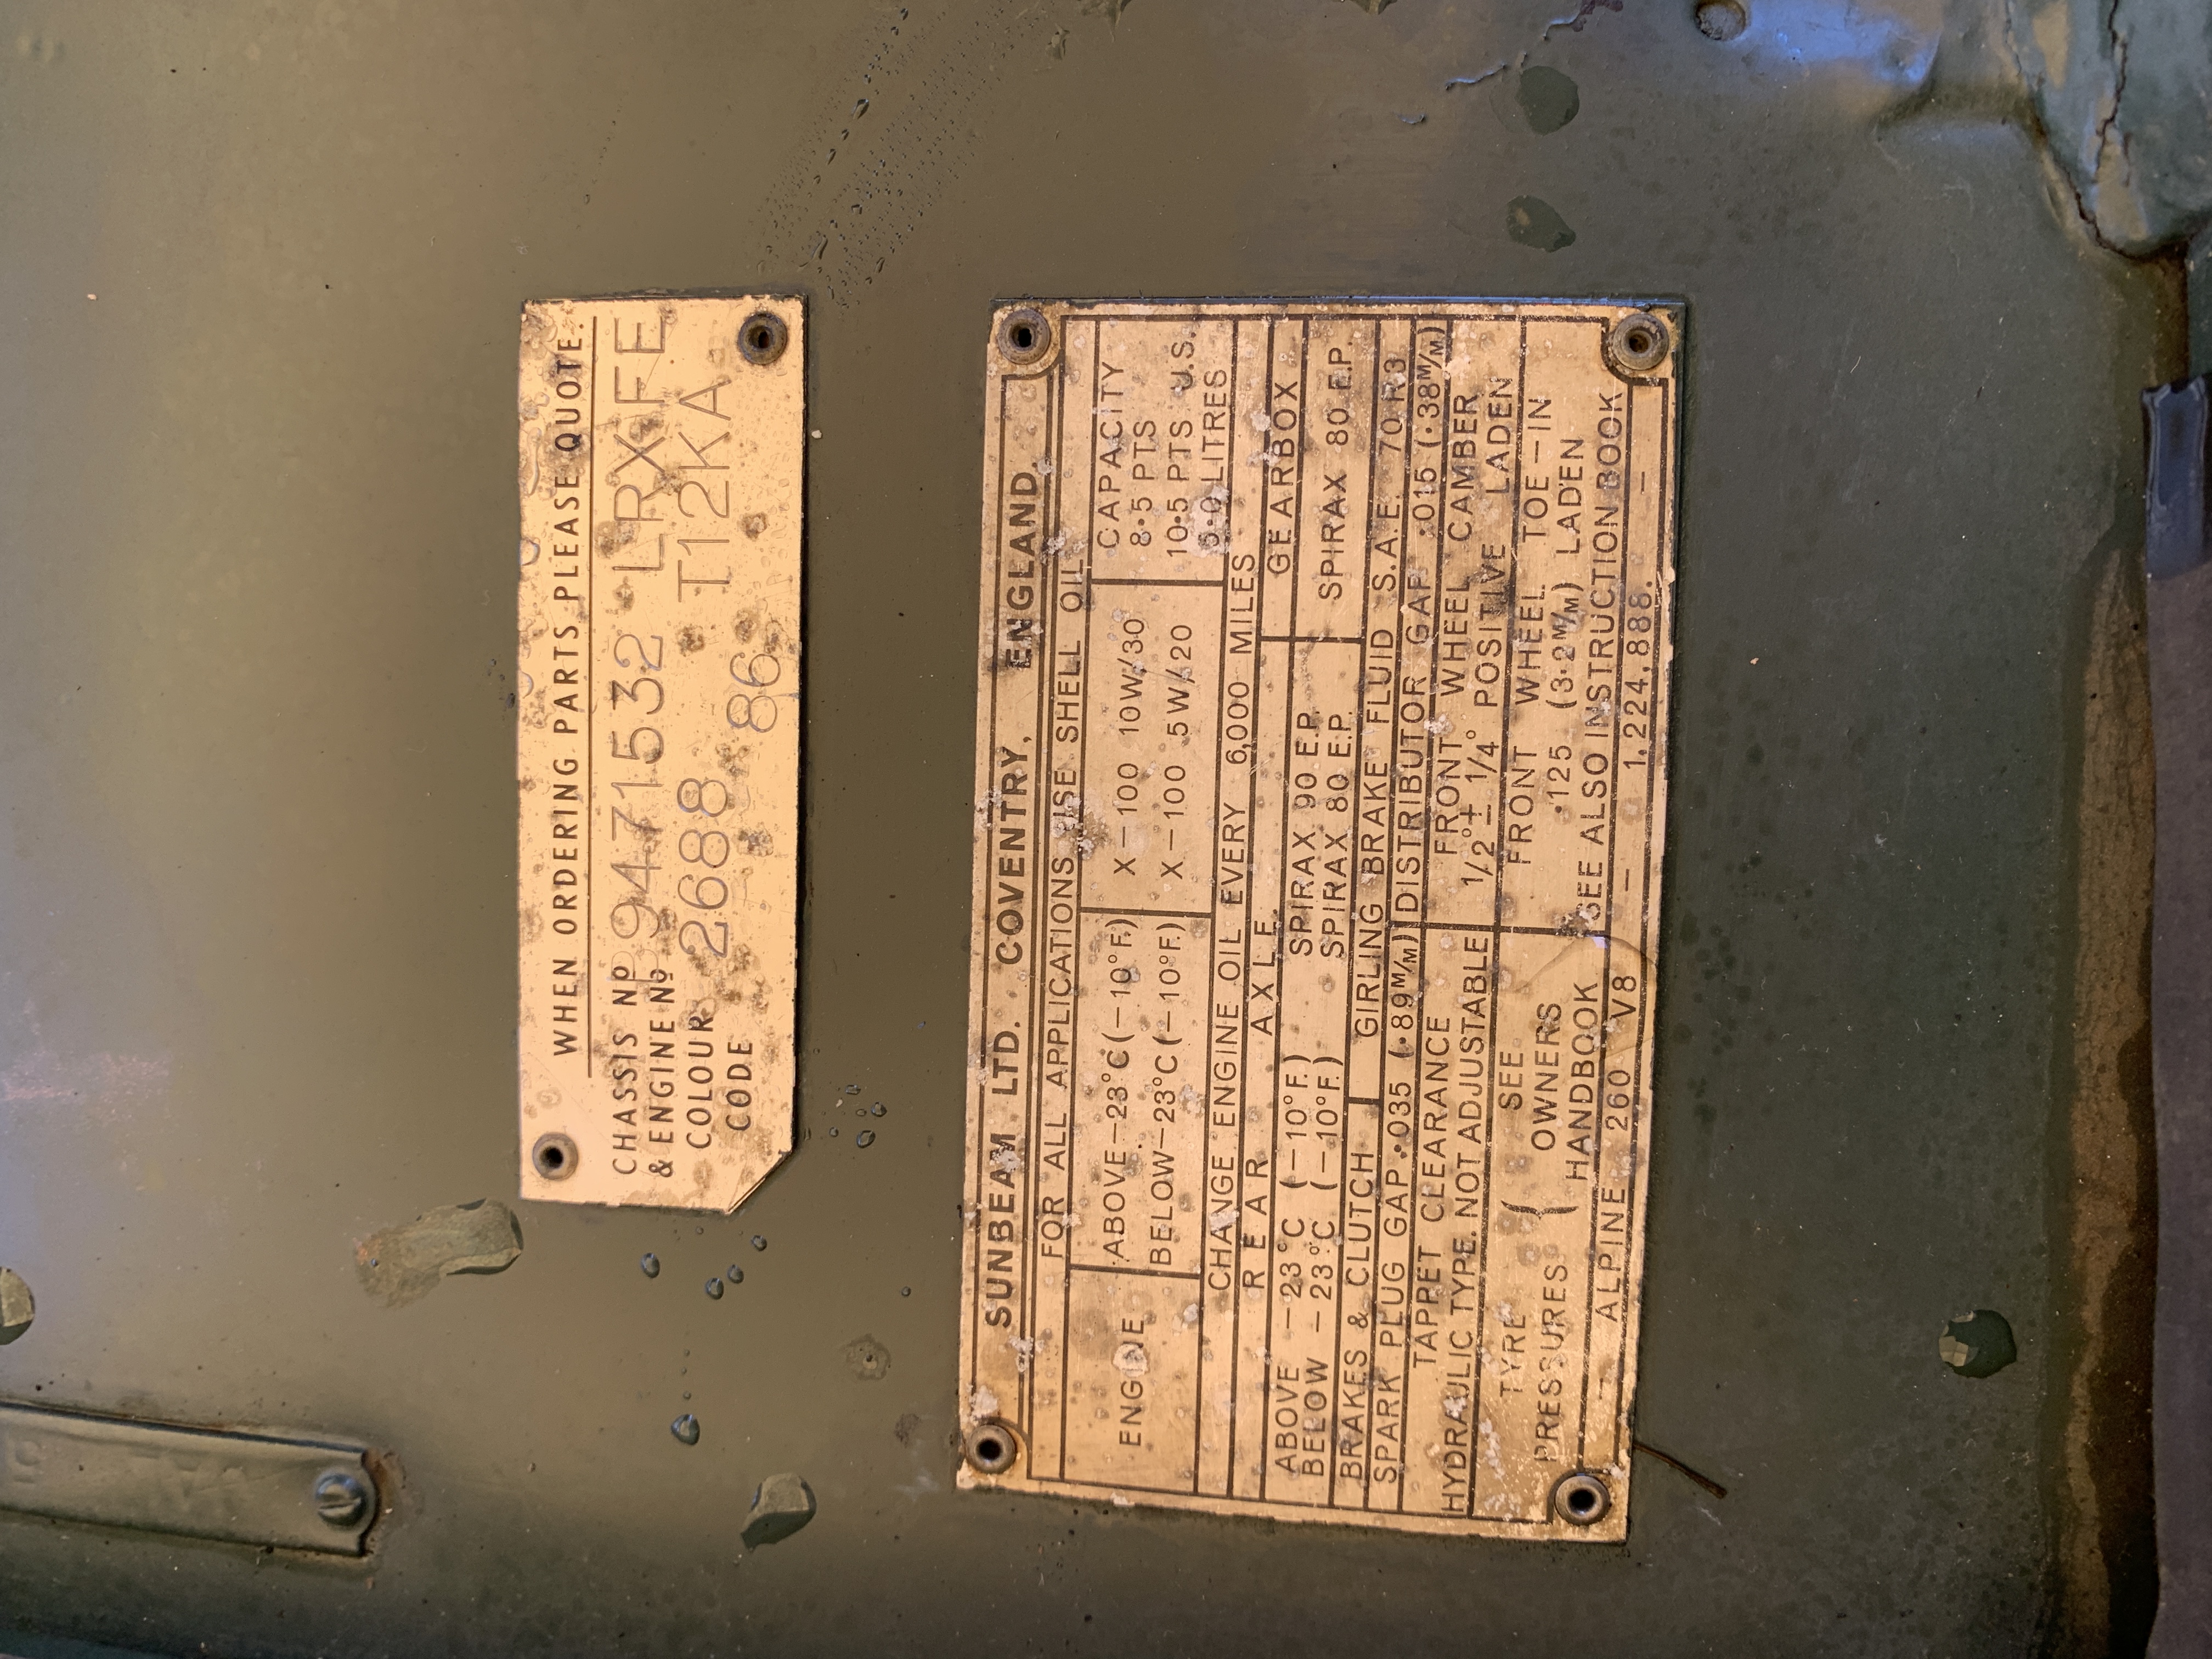 WHEN ORDERING PARTS PLEASE QUOTE.
CHASSIS Nº B9471532 LRXFE
& ENGINE Nº
COLOUR 2688 T12KA
CODE 86
SUNBEAM LTD. COVENTRY, ENGLAND.
FOR ALL APPLICATIONS USE SHELL OIL
CAPACITY
ABOVE -23°C (-10°F.) X-100 10W/30 8·5 PTS
ENGINE
BELOW -23°C (-10°F.) X-100 5W/20 10·5 PTS U.S.
5·0 LITRES
CHANGE ENGINE OIL EVERY 6,000 MILES
REAR AXLE GEARBOX
ABOVE -23°C (-10°F.) SPIRAX 90 E.P.
BELOW -23°C (-10°F.) SPIRAX 80 E.P. SPIRAX 80 E.P.
BRAKES & CLUTCH GIRLING BRAKE FLUID S.A.E. 70 R3
SPARK PLUG GAP .035 (.89M/M) DISTRIBUTOR GAP .015 (.38M/M)
TAPPET CLEARANCE FRONT WHEEL CAMBER
HYDRAULIC TYPE. NOT ADJUSTABLE 1/2° ± 1/4° POSITIVE LADEN
TYRE SEE FRONT WHEEL TOE-IN
PRESSURES { OWNERS .125 (3·2M/M) LADEN
HANDBOOK SEE ALSO INSTRUCTION BOOK
- ALPINE 260 V8 - 1,224,888. -